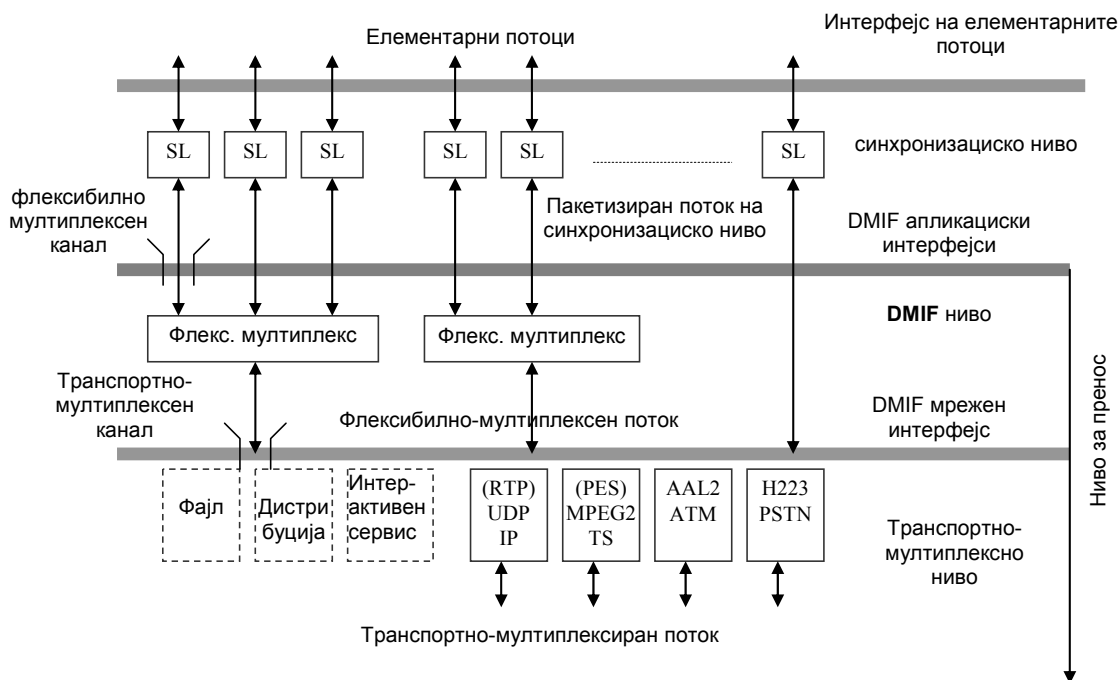 Елементарни потоци
Интерфејс на елементарните
потоци
SL SL SL SL SL SL
синхронизациско ниво
флексибилно
мултиплексен
канал
Пакетизиран поток на
синхронизациско ниво
DMIF апликациски
интерфејси
DMIF ниво
Флекс. мултиплекс
Флекс. мултиплекс
Транспортно-
мултиплексен
канал
Флексибилно-мултиплексен поток
DMIF мрежен
интерфејс
Ниво за пренос
Фајл
Дистри
буција
Интер-
активен
сервис
(RTP)
UDP
IP
(PES)
MPEG2
TS
AAL2
ATM
H223
PSTN
Транспортно-
мултиплексно
ниво
Транспортно-мултиплексиран поток